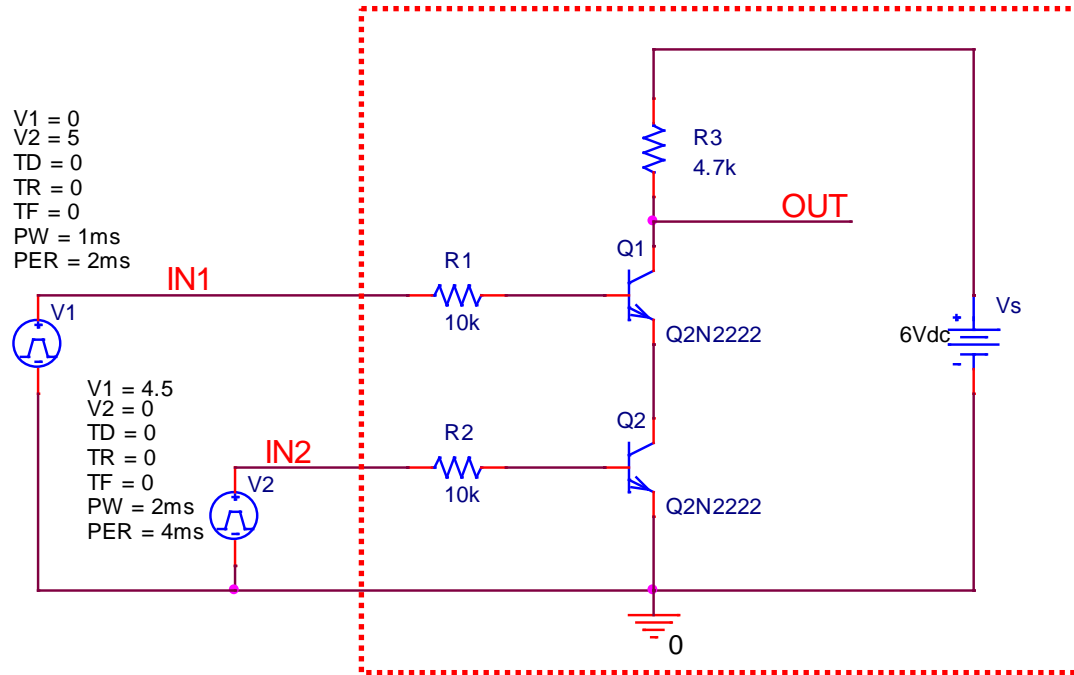 V1 = 0
V2 = 5
TD = 0
TR = 0
TF = 0
PW = 1ms
PER = 2ms
IN1
V1
R1
10k
R3
4.7k
OUT
Q1
Q2N2222
Vs
6Vdc
V1 = 4.5
V2 = 0
TD = 0
TR = 0
TF = 0
PW = 2ms
PER = 4ms
IN2
V2
R2
10k
Q2
Q2N2222
0